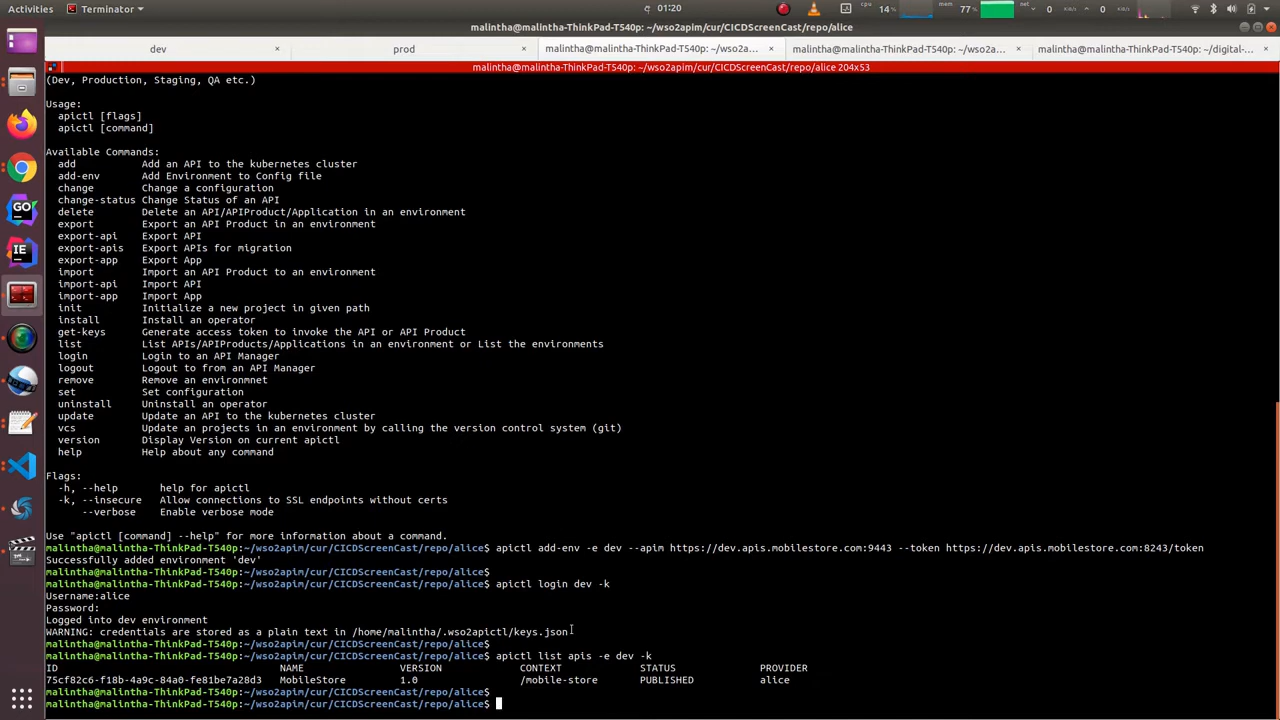 Activities Terminator 01:20 cpu 14 % mem 77 % net 0 0
malintha@malintha-ThinkPad-T540p: ~/wso2apim/cur/CICDScreenCast/repo/alice
dev × prod × malintha@malintha-ThinkPad-T540p: ~/wso2a... × malintha@malintha-ThinkPad-T540p: ~/wso2a... × malintha@malintha-ThinkPad-T540p: ~/digital-... ×
malintha@malintha-ThinkPad-T540p: ~/wso2apim/cur/CICDScreenCast/repo/alice 204x53
(Dev, Production, Staging, QA etc.)
Usage:
apictl [flags]
apictl [command]
Available Commands:
add Add an API to the kubernetes cluster
add-env Add Environment to Config file
change Change a configuration
change-status Change Status of an API
delete Delete an API/APIProduct/Application in an environment
export Export an API Product in an environment
export-api Export API
export-apis Export APIs for migration
export-app Export App
import Import an API Product to an environment
import-api Import API
import-app Import App
init Initialize a new project in given path
install Install an operator
get-keys Generate access token to invoke the API or API Product
list List APIs/APIProducts/Applications in an environment or List the environments
login Login to an API Manager
logout Logout to from an API Manager
remove Remove an environmnet
set Set configuration
uninstall Uninstall an operator
update Update an API to the kubernetes cluster
vcs Update an projects in an environment by calling the version control system (git)
version Display Version on current apictl
help Help about any command
Flags:
-h, --help help for apictl
-k, --insecure Allow connections to SSL endpoints without certs
--verbose Enable verbose mode
Use "apictl [command] --help" for more information about a command.
malintha@malintha-ThinkPad-T540p:~/wso2apim/cur/CICDScreenCast/repo/alice$ apictl add-env -e dev --apim https://dev.apis.mobilestore.com:9443 --token https://dev.apis.mobilestore.com:8243/token
Successfully added environment 'dev'
malintha@malintha-ThinkPad-T540p:~/wso2apim/cur/CICDScreenCast/repo/alice$
malintha@malintha-ThinkPad-T540p:~/wso2apim/cur/CICDScreenCast/repo/alice$ apictl login dev -k
Username:alice
Password:
Logged into dev environment
WARNING: credentials are stored as a plain text in /home/malintha/.wso2apictl/keys.json
malintha@malintha-ThinkPad-T540p:~/wso2apim/cur/CICDScreenCast/repo/alice$
malintha@malintha-ThinkPad-T540p:~/wso2apim/cur/CICDScreenCast/repo/alice$ apictl list apis -e dev -k
ID NAME VERSION CONTEXT STATUS PROVIDER
75cf82c6-f18b-4a9c-84a0-fe81be7a28d3 MobileStore 1.0 /mobile-store PUBLISHED alice
malintha@malintha-ThinkPad-T540p:~/wso2apim/cur/CICDScreenCast/repo/alice$
malintha@malintha-ThinkPad-T540p:~/wso2apim/cur/CICDScreenCast/repo/alice$